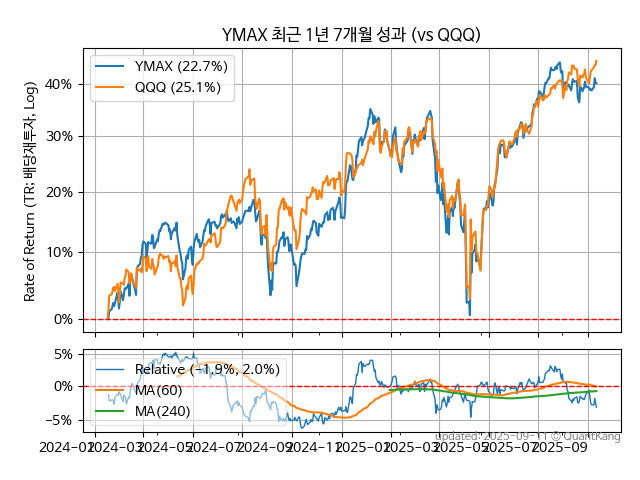 YMAX 최근 1년 7개월 성과 (vs QQQ)
Rate of Return (TR: 배당재투자, Log)
YMAX (22.7%)
QQQ (25.1%)
40%
30%
20%
10%
0%
5%
0%
−5%
Relative (−1.9%, 2.0%)
MA(60)
MA(240)
2024-01 2024-03 2024-05 2024-07 2024-09 2024-11 2025-01 2025-03 2025-05 2025-07 2025-09
Updated: 2025-09-11 © QuantKang